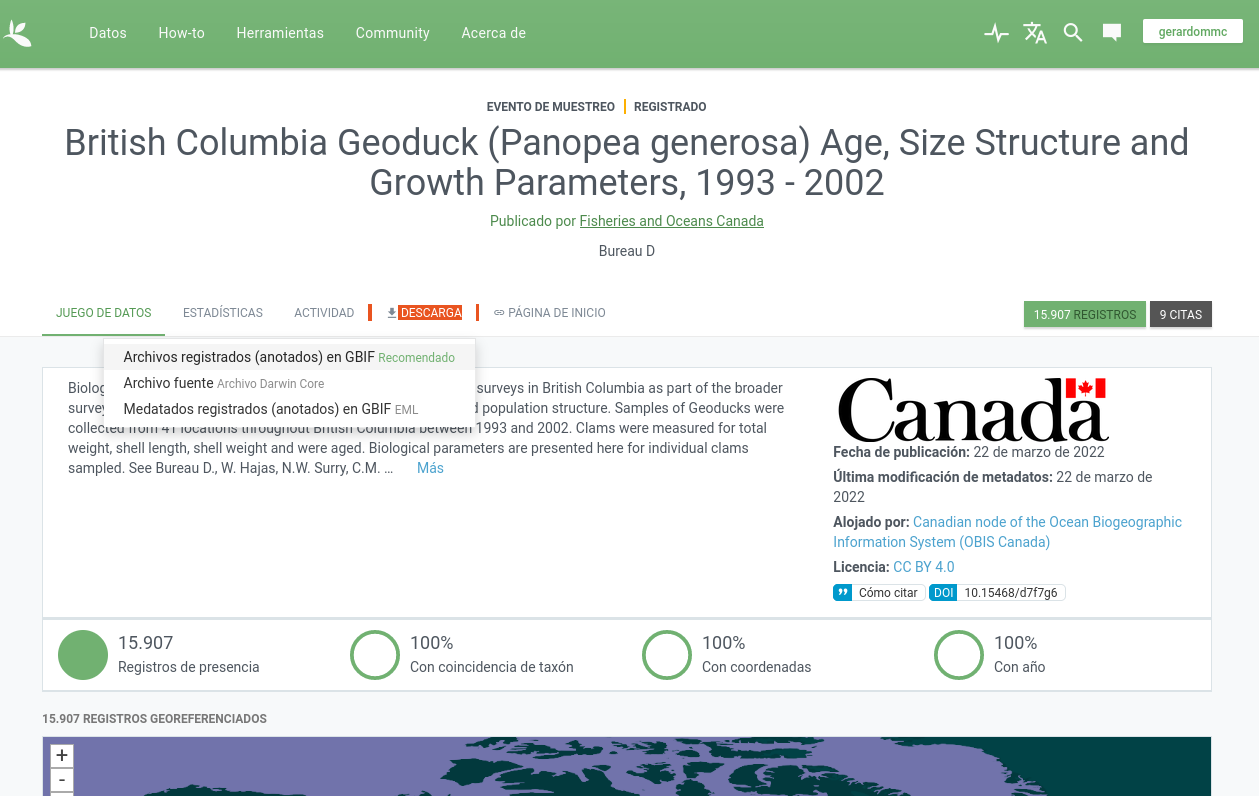 Datos
How-to
Herramientas
Community
Acerca de
gerardommc
EVENTO DE MUESTREO
REGISTRADO
British Columbia Geoduck (Panopea generosa) Age, Size Structure and
Growth Parameters, 1993 - 2002
Publicado por Fisheries and Oceans Canada
Bureau D
JUEGO DE DATOS
ESTADÍSTICAS
ACTIVIDAD
DESCARGA
PÁGINA DE INICIO
15.907 REGISTROS
9 CITAS
Archivos registrados (anotados) en GBIF Recomendado
Archivo fuente Archivo Darwin Core
Medatados registrados (anotados) en GBIF EML
surveys in British Columbia as part of the broader
population structure. Samples of Geoducks were
collected from 41 locations throughout British Columbia between 1993 and 2002. Clams were measured for total
weight, shell length, shell weight and were aged. Biological parameters are presented here for individual clams
sampled. See Bureau D., W. Hajas, N.W. Surry, C.M. ... Más
Canada
Fecha de publicación: 22 de marzo de 2022
Última modificación de metadatos: 22 de marzo de
2022
Alojado por: Canadian node of the Ocean Biogeographic
Information System (OBIS Canada)
Licencia: CC BY 4.0
Cómo citar
DOI 10.15468/d7f7g6
15.907
Registros de presencia
100%
Con coincidencia de taxón
100%
Con coordenadas
100%
Con año
15.907 REGISTROS GEOREFERENCIADOS
+
-